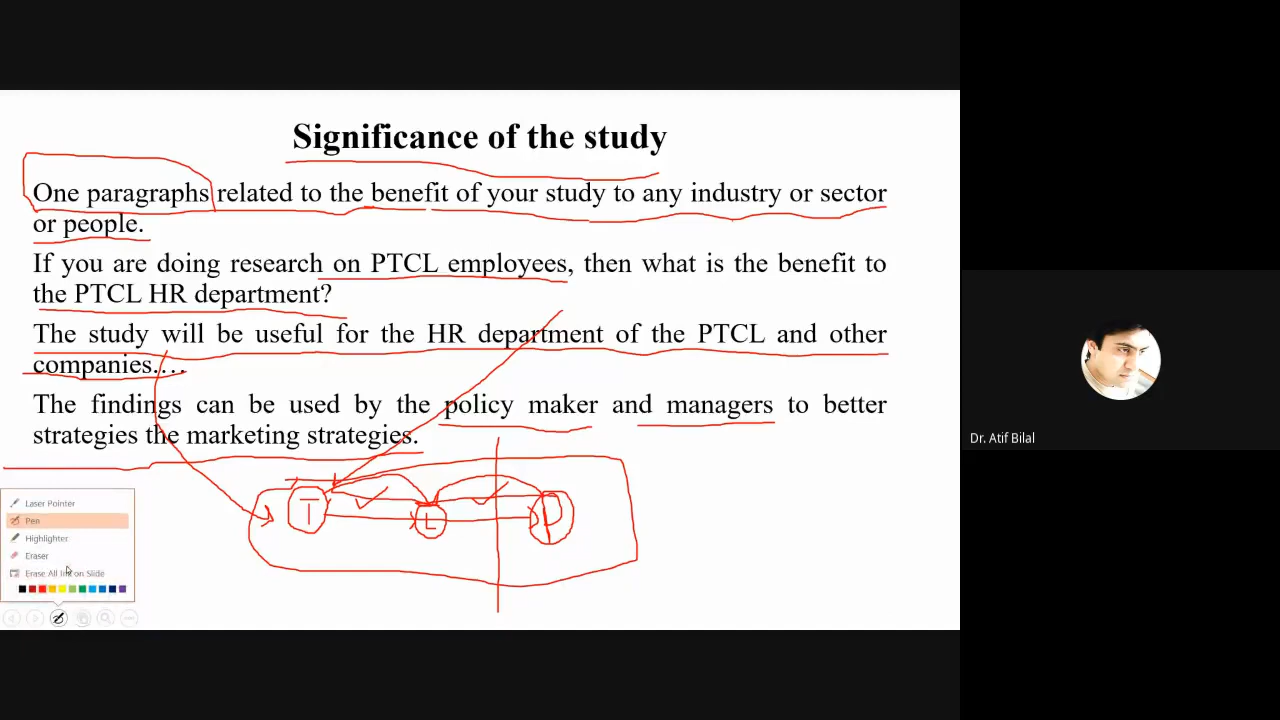 Significance of the study
One paragraphs related to the benefit of your study to any industry or sector
or people.
If you are doing research on PTCL employees, then what is the benefit to
the PTCL HR department?
The study will be useful for the HR department of the PTCL and other
companies....
The findings can be used by the policy maker and managers to better
strategies the marketing strategies.
T L P
Laser Pointer
Pen
Highlighter
Eraser
Erase All Ink on Slide
Dr. Atif Bilal